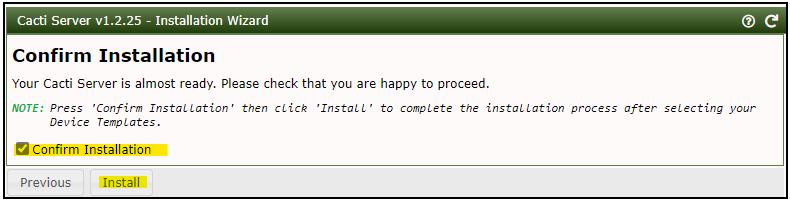 Cacti Server v1.2.25 - Installation Wizard
Confirm Installation
Your Cacti Server is almost ready. Please check that you are happy to proceed.
NOTE: Press 'Confirm Installation' then click 'Install' to complete the installation process after selecting your
Device Templates.
Confirm Installation
Previous Install